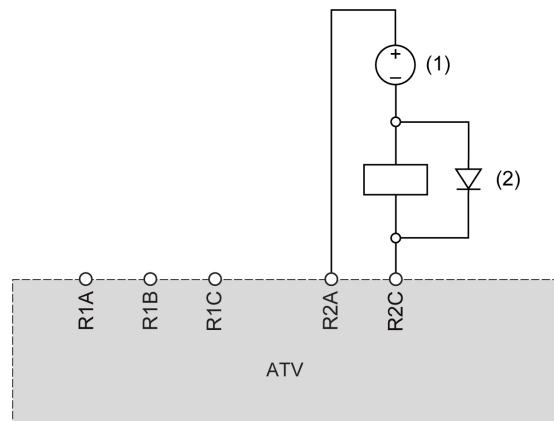 +
−
(1)
(2)
R1A
R1B
R1C
R2A
R2C
ATV